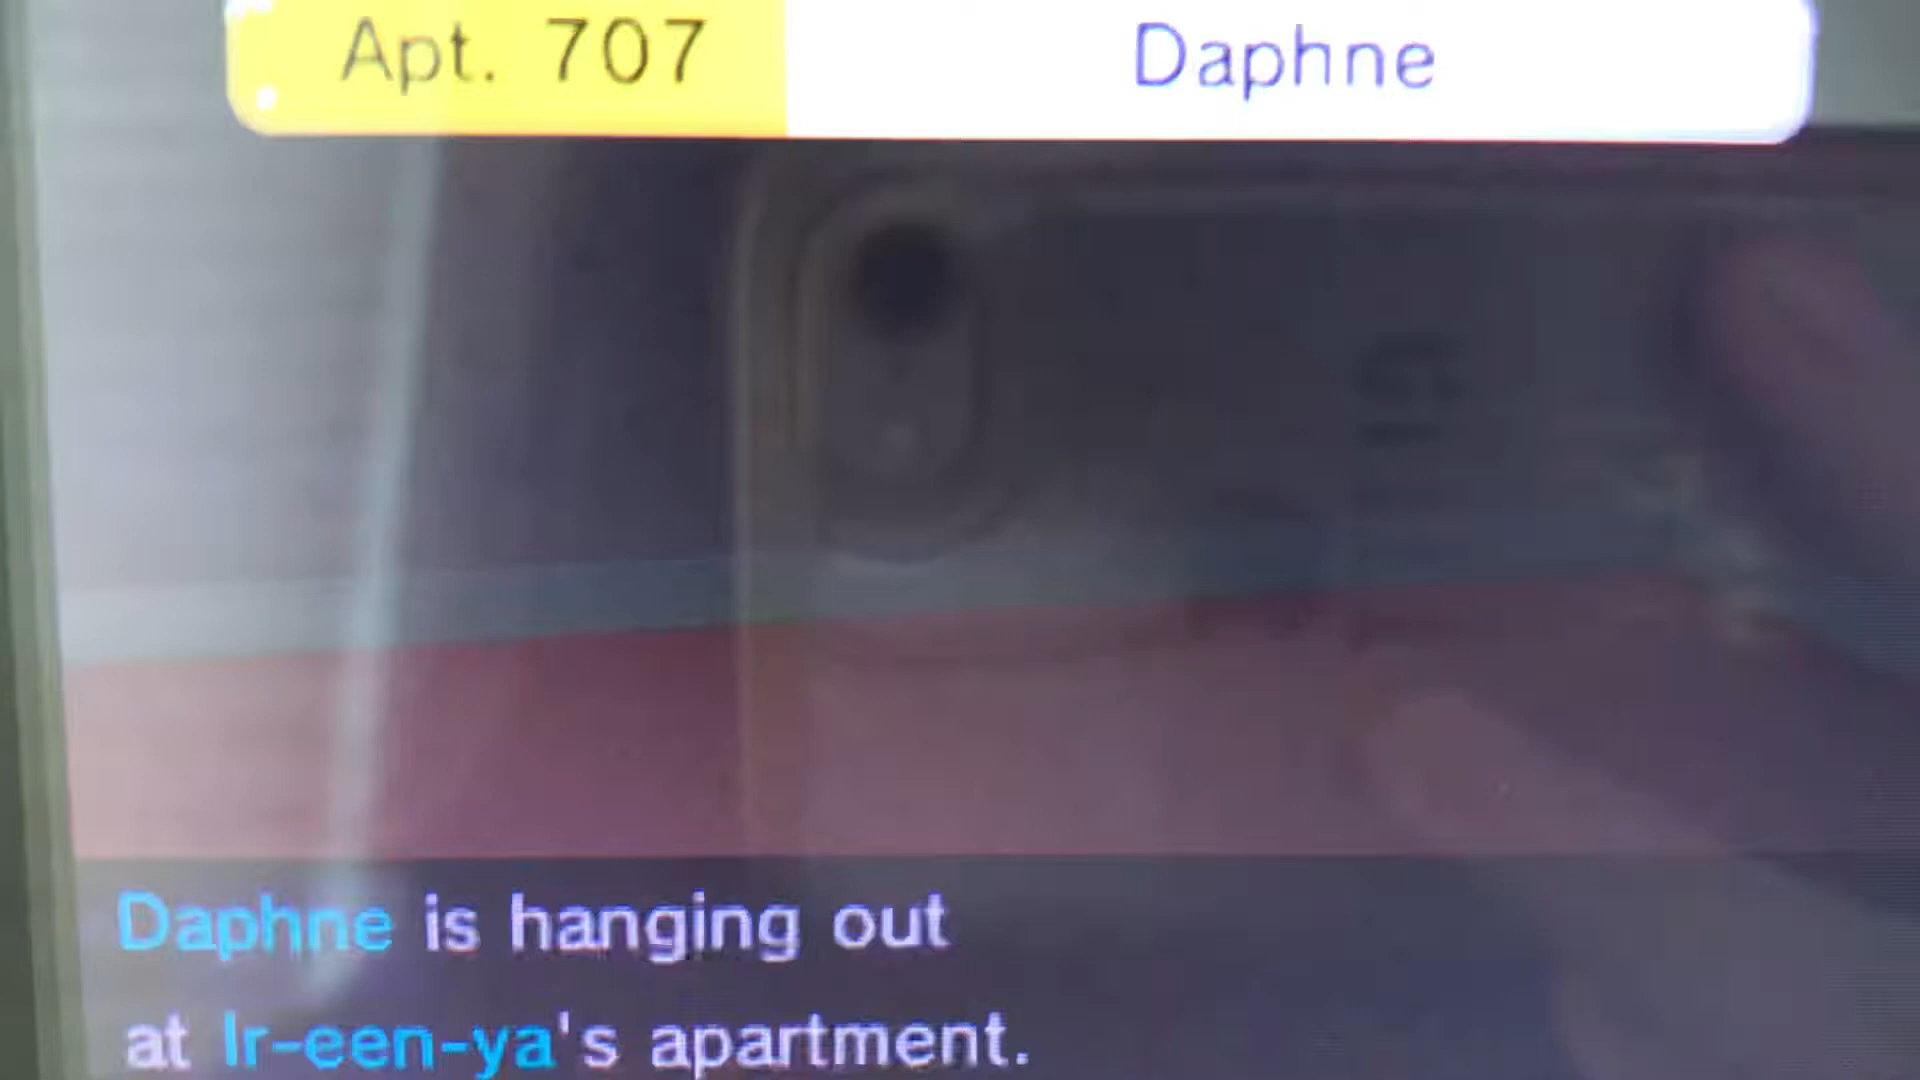 Apt. 707
Daphne
Daphne is hanging out
at Ir-een-ya's apartment.